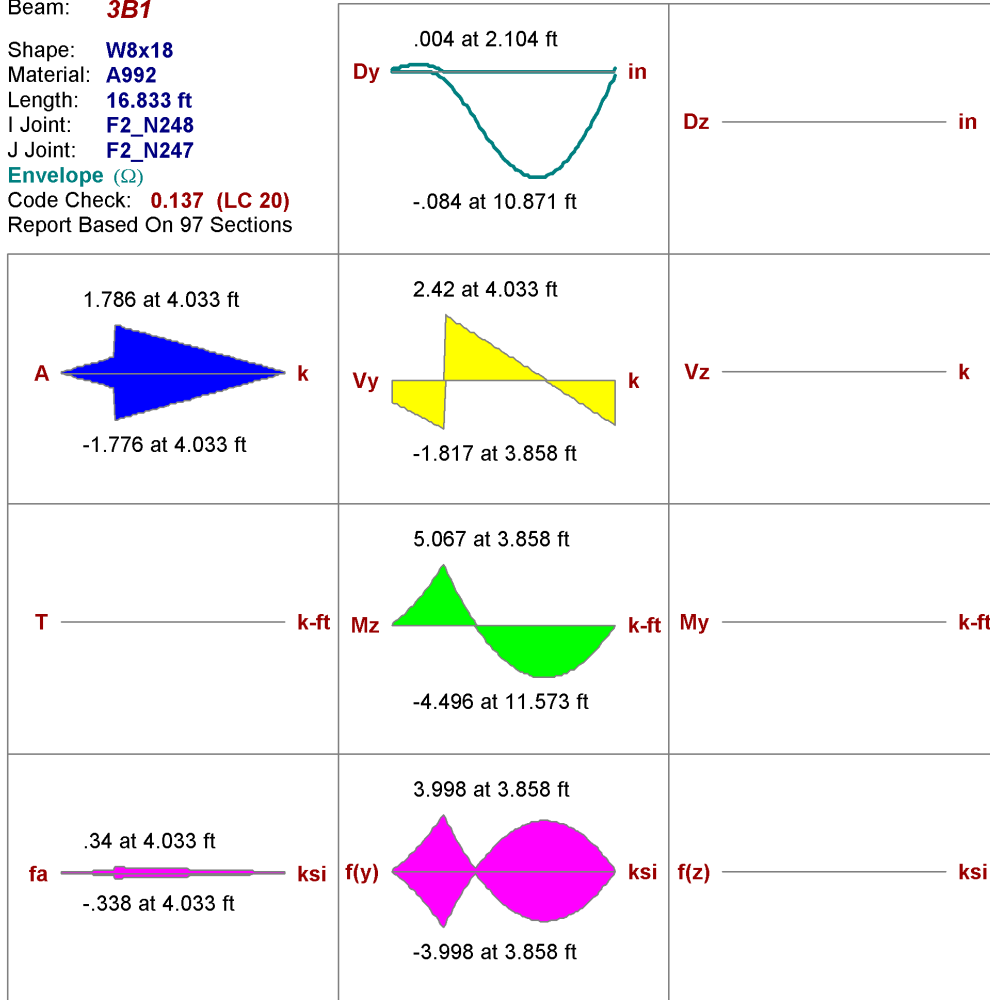 Beam: 3B1
Shape: W8x18
Material: A992
Length: 16.833 ft
I Joint: F2_N248
J Joint: F2_N247
Envelope (Ω)
Code Check: 0.137 (LC 20)
Report Based On 97 Sections
.004 at 2.104 ft
Dy in
-.084 at 10.871 ft
Dz in
1.786 at 4.033 ft
A k
-1.776 at 4.033 ft
2.42 at 4.033 ft
Vy k
-1.817 at 3.858 ft
Vz k
T k-ft
5.067 at 3.858 ft
Mz k-ft
-4.496 at 11.573 ft
My k-ft
.34 at 4.033 ft
fa ksi
-.338 at 4.033 ft
3.998 at 3.858 ft
f(y) ksi
-3.998 at 3.858 ft
f(z) ksi